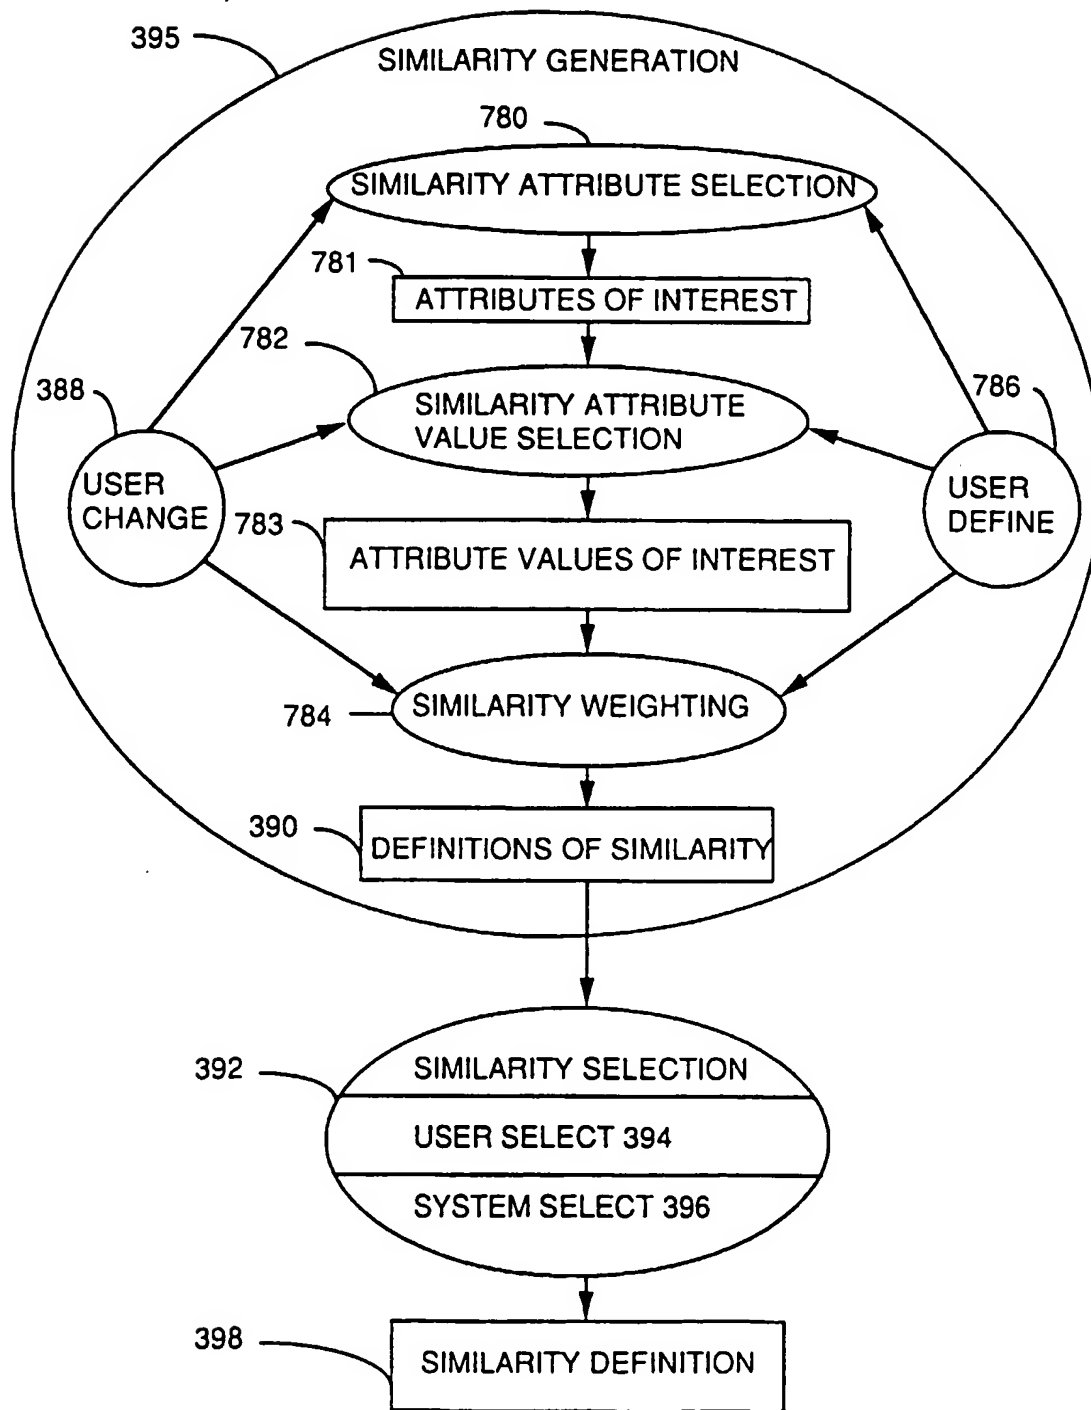 395
SIMILARITY GENERATION
780
SIMILARITY ATTRIBUTE SELECTION
781
ATTRIBUTES OF INTEREST
782
SIMILARITY ATTRIBUTE
VALUE SELECTION
388
USER
CHANGE
786
USER
DEFINE
783
ATTRIBUTE VALUES OF INTEREST
784
SIMILARITY WEIGHTING
390
DEFINITIONS OF SIMILARITY
392
SIMILARITY SELECTION
USER SELECT 394
SYSTEM SELECT 396
398
SIMILARITY DEFINITION